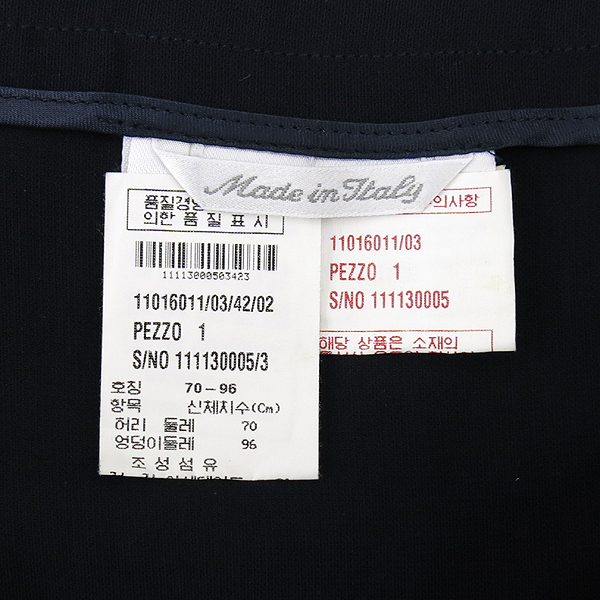 Made in Italy
품질경영
의한 품질표시
11113000503423
11016011/03/42/02
PEZZO 1
S/NO 111130005/3
호칭 70-96
항목 신체치수(Cm)
허리 둘레 70
엉덩이둘레 96
조성섬유
의사항
11016011/03
PEZZO 1
S/NO 111130005
해당 상품은 소재의